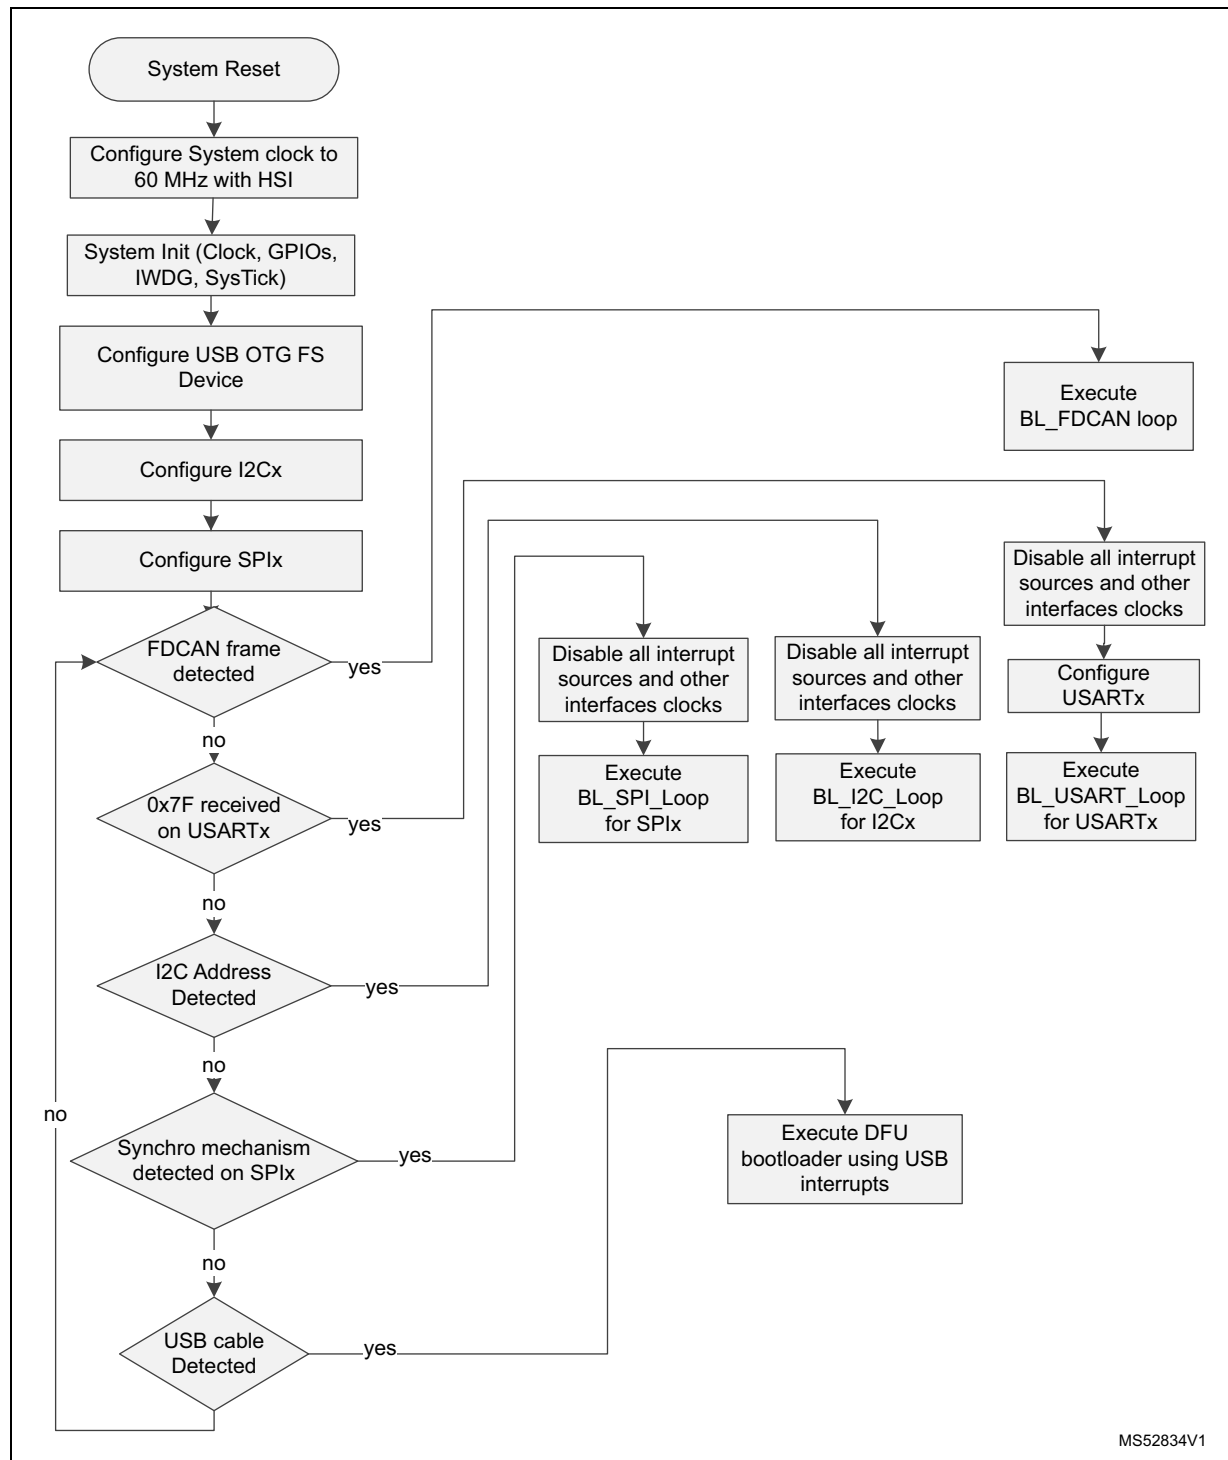 System Reset
Configure System clock to
60 MHz with HSI
System Init (Clock, GPIOs,
IWDG, SysTick)
Configure USB OTG FS
Device
Configure I2Cx
Configure SPIx
FDCAN frame
detected
yes
Execute
BL_FDCAN loop
no
0x7F received
on USARTx
yes
Disable all interrupt
sources and other
interfaces clocks
Configure
USARTx
Execute
BL_USART_Loop
for USARTx
no
I2C Address
Detected
yes
Disable all interrupt
sources and other
interfaces clocks
Execute
BL_I2C_Loop
for I2Cx
no
Synchro mechanism
detected on SPIx
yes
Disable all interrupt
sources and other
interfaces clocks
Execute
BL_SPI_Loop
for SPIx
no
USB cable
Detected
yes
Execute DFU
bootloader using USB
interrupts
no
MS52834V1